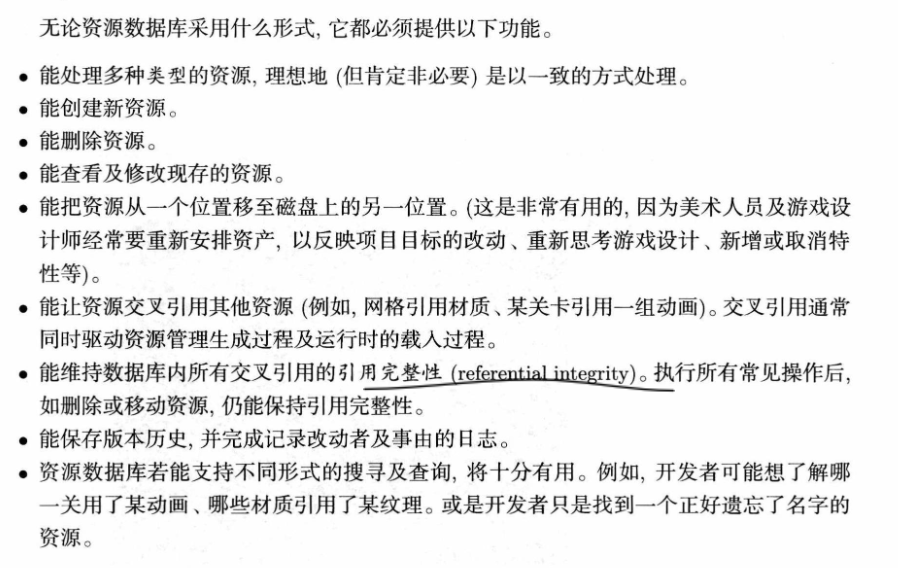 无论资源数据库采用什么形式, 它都必须提供以下功能。
• 能处理多种类型的资源, 理想地 (但肯定非必要) 是以一致的方式处理。
• 能创建新资源。
• 能删除资源。
• 能查看及修改现存的资源。
• 能把资源从一个位置移至磁盘上的另一位置。(这是非常有用的, 因为美术人员及游戏设
计师经常要重新安排资产, 以反映项目目标的改动、重新思考游戏设计、新增或取消特
性等)。
• 能让资源交叉引用其他资源 (例如, 网格引用材质、某关卡引用一组动画)。交叉引用通常
同时驱动资源管理生成过程及运行时的载入过程。
• 能维持数据库内所有交叉引用的引用完整性 (referential integrity)。执行所有常见操作后,
如删除或移动资源, 仍能保持引用完整性。
• 能保存版本历史, 并完成记录改动者及事由的日志。
• 资源数据库若能支持不同形式的搜寻及查询, 将十分有用。例如, 开发者可能想了解哪
一关用了某动画、哪些材质引用了某纹理。或是开发者只是找到一个正好遗忘了名字的
资源。